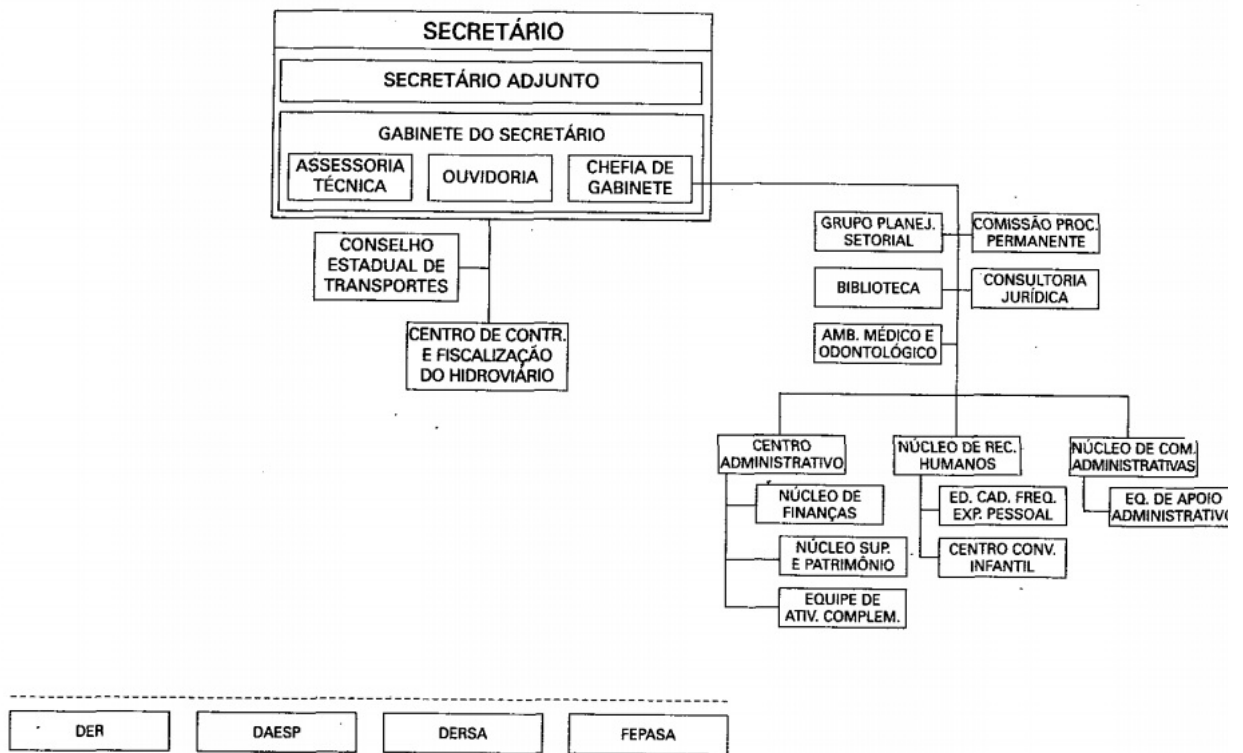 SECRETÁRIO
SECRETÁRIO ADJUNTO
GABINETE DO SECRETÁRIO
ASSESSORIA
TÉCNICA
OUVIDORIA
CHEFIA DE
GABINETE
CONSELHO
ESTADUAL DE
TRANSPORTES
CENTRO DE CONTR.
E FISCALIZAÇÃO
DO HIDROVIÁRIO
GRUPO PLANEJ.
SETORIAL
COMISSÃO PROC.
PERMANENTE
BIBLIOTECA
CONSULTORIA
JURÍDICA
AMB. MÉDICO E
ODONTOLÓGICO
CENTRO
ADMINISTRATIVO
NÚCLEO DE
FINANÇAS
NÚCLEO SUP.
E PATRIMÔNIO
EQUIPE DE
ATIV. COMPLEM.
NÚCLEO DE REC.
HUMANOS
ED. CAD. FREQ.
EXP. PESSOAL
CENTRO CONV.
INFANTIL
NÚCLEO DE COM.
ADMINISTRATIVAS
EQ. DE APOIO
ADMINISTRATIVO
DER
DAESP
DERSA
FEPASA